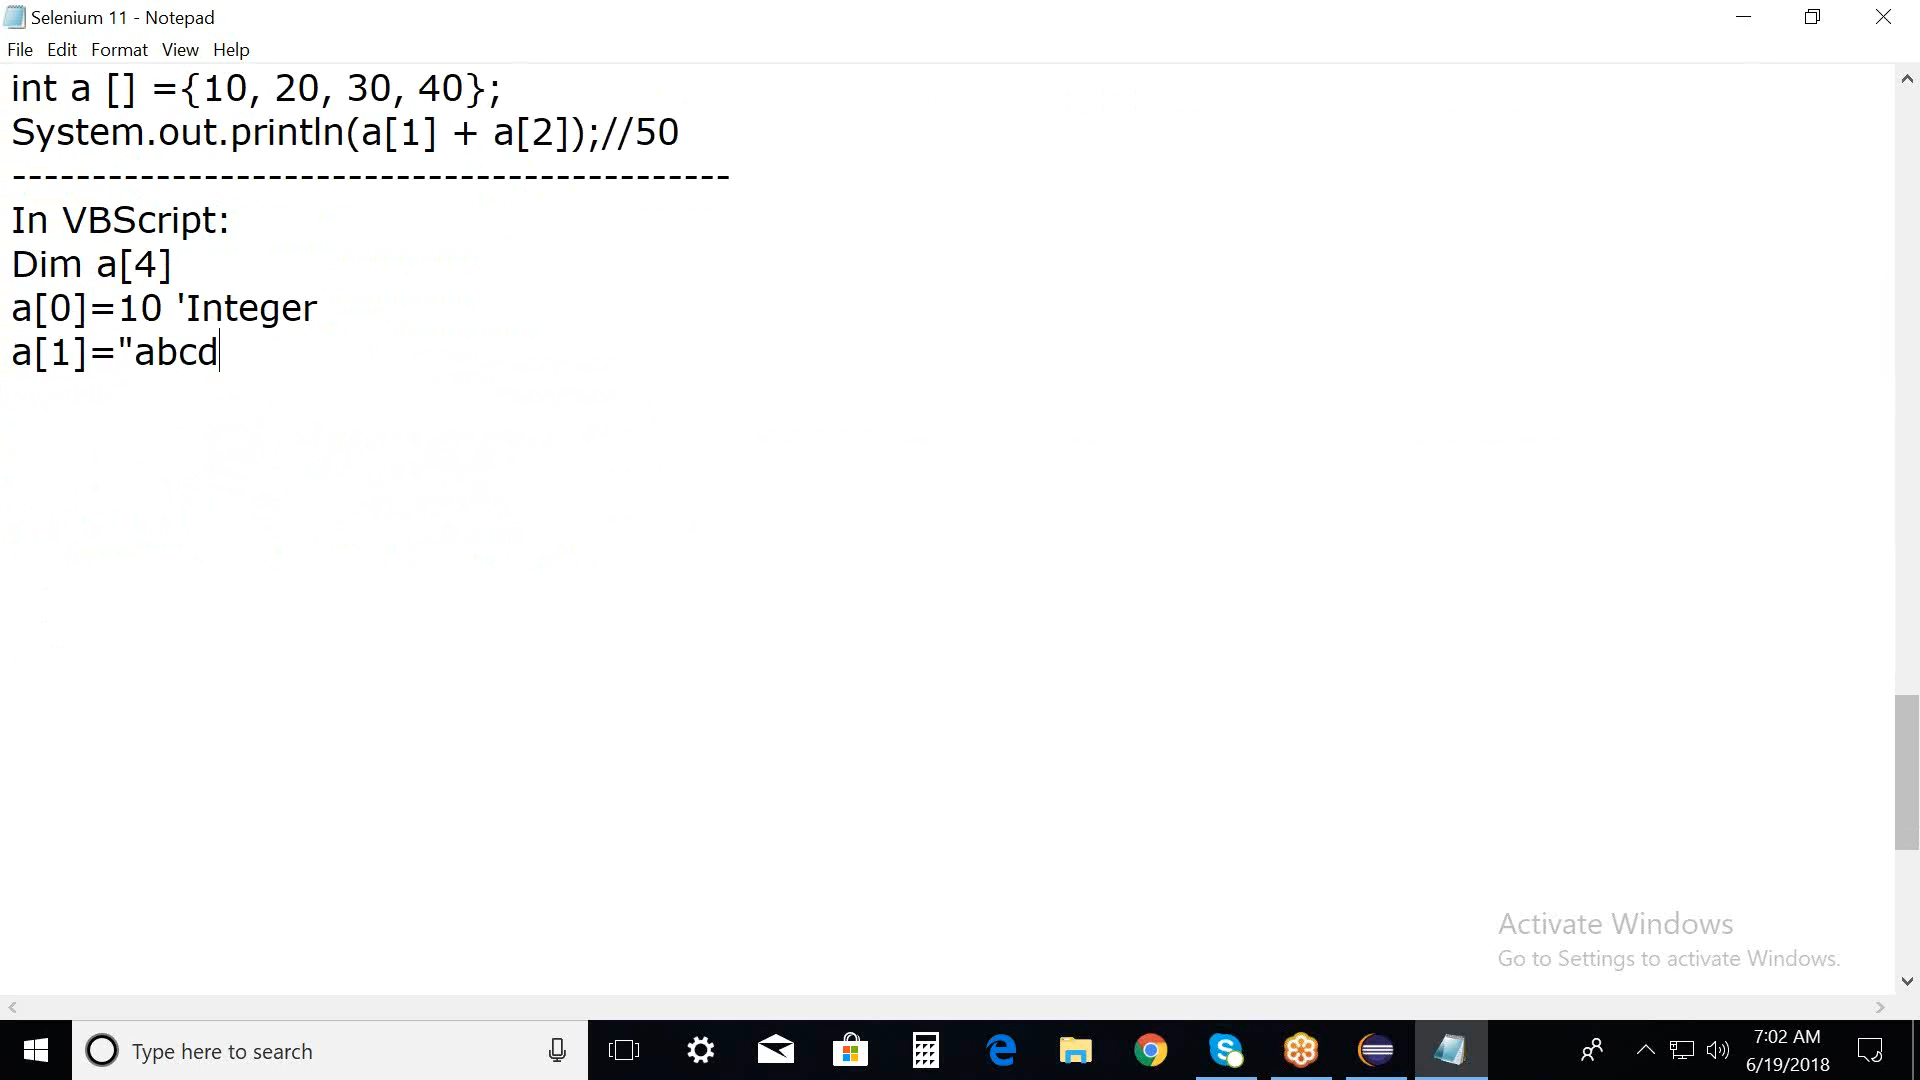 Selenium 11 - Notepad
File Edit Format View Help
int a [] ={10, 20, 30, 40};
System.out.println(a[1] + a[2]);//50
---------------------------------------------
In VBScript:
Dim a[4]
a[0]=10 'Integer
a[1]="abcd
Activate Windows
Go to Settings to activate Windows.
Type here to search
7:02 AM
6/19/2018